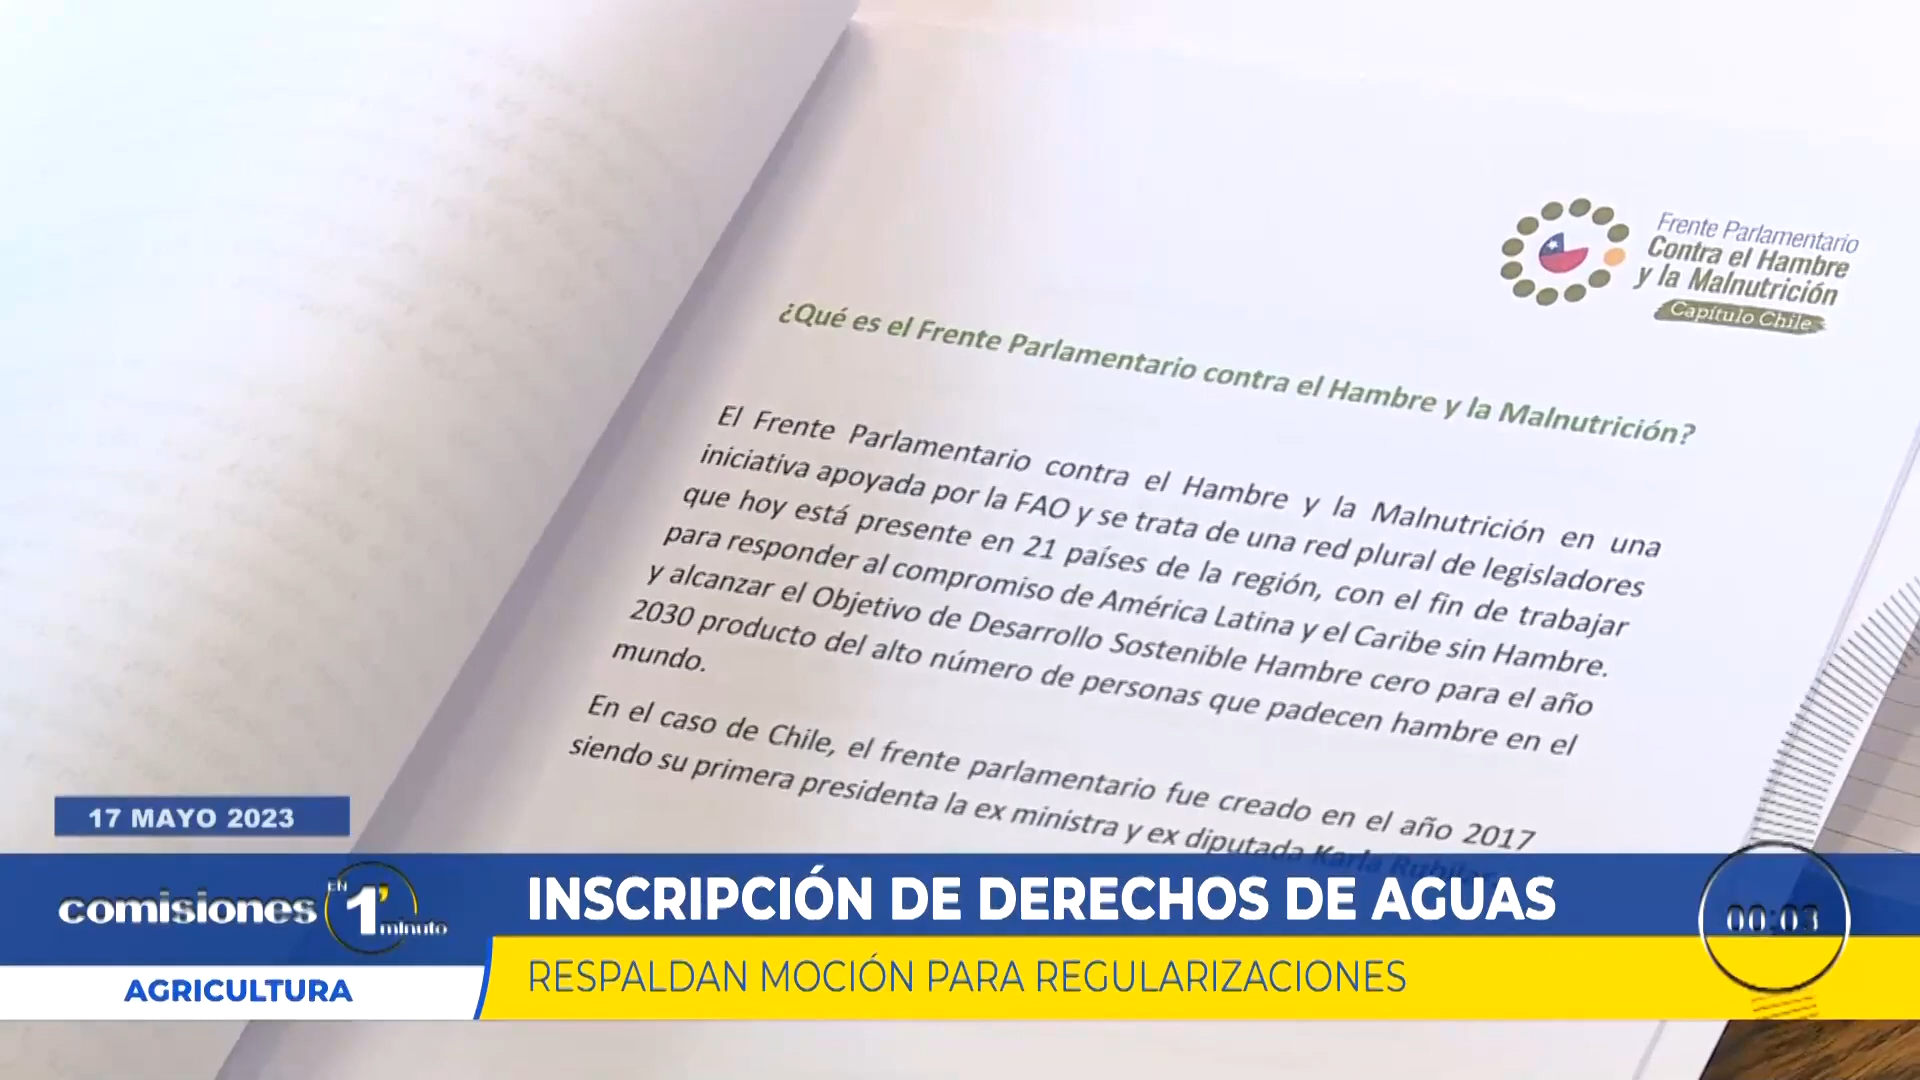 Frente Parlamentario
Contra el Hambre
y la Malnutrición
Capítulo Chile
¿Qué es el Frente Parlamentario contra el Hambre y la Malnutrición?
El Frente Parlamentario contra el Hambre y la Malnutrición en una
iniciativa apoyada por la FAO y se trata de una red plural de legisladores
que hoy está presente en 21 países de la región, con el fin de trabajar
para responder al compromiso de América Latina y el Caribe sin Hambre.
y alcanzar el Objetivo de Desarrollo Sostenible Hambre cero para el año
2030 producto del alto número de personas que padecen hambre en el
mundo.
En el caso de Chile, el frente parlamentario fue creado en el año 2017
siendo su primera presidenta la ex ministra y ex diputada Karla Rubilar
17 MAYO 2023
comisiones EN 1' minuto
INSCRIPCIÓN DE DERECHOS DE AGUAS
00:03
AGRICULTURA
RESPALDAN MOCIÓN PARA REGULARIZACIONES